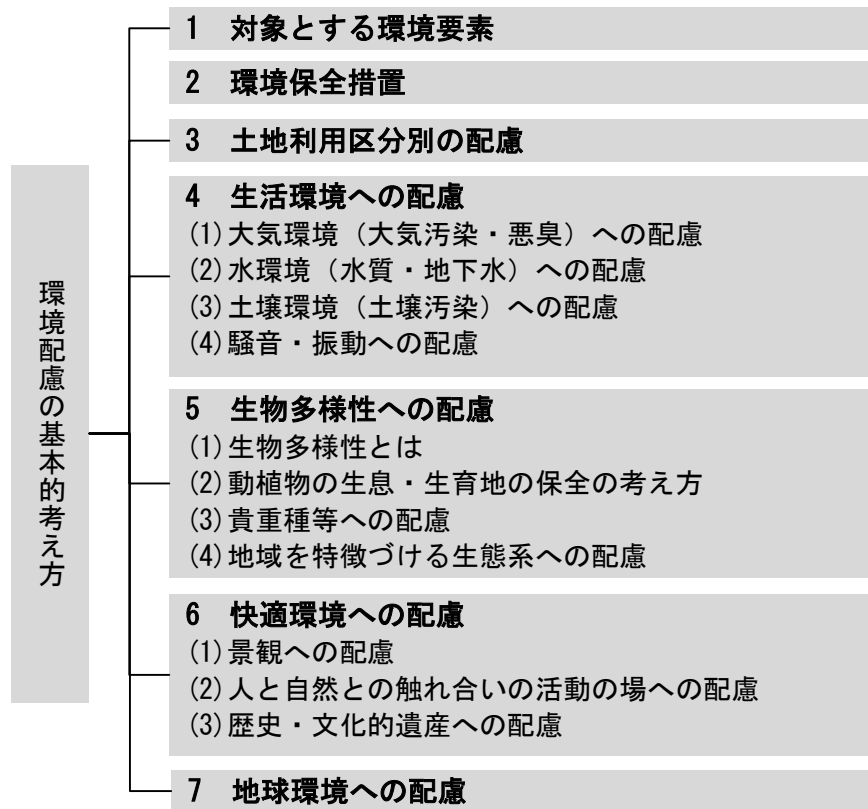 環境配慮の基本的考え方
1 対象とする環境要素
2 環境保全措置
3 土地利用区分別の配慮
4 生活環境への配慮
(1)大気環境（大気汚染・悪臭）への配慮
(2)水環境（水質・地下水）への配慮
(3)土壌環境（土壌汚染）への配慮
(4)騒音・振動への配慮
5 生物多様性への配慮
(1)生物多様性とは
(2)動植物の生息・生育地の保全の考え方
(3)貴重種等への配慮
(4)地域を特徴づける生態系への配慮
6 快適環境への配慮
(1)景観への配慮
(2)人と自然との触れ合いの活動の場への配慮
(3)歴史・文化的遺産への配慮
7 地球環境への配慮